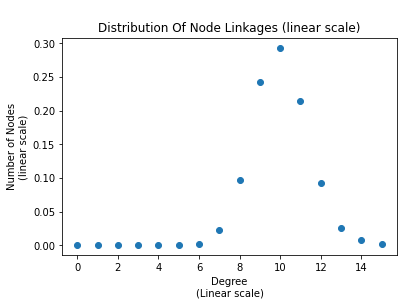 Distribution Of Node Linkages (linear scale)
0.30
0.25
0.20
0.15
0.10
0.05
0.00
Number of Nodes
(linear scale)
0 2 4 6 8 10 12 14
Degree
(Linear scale)